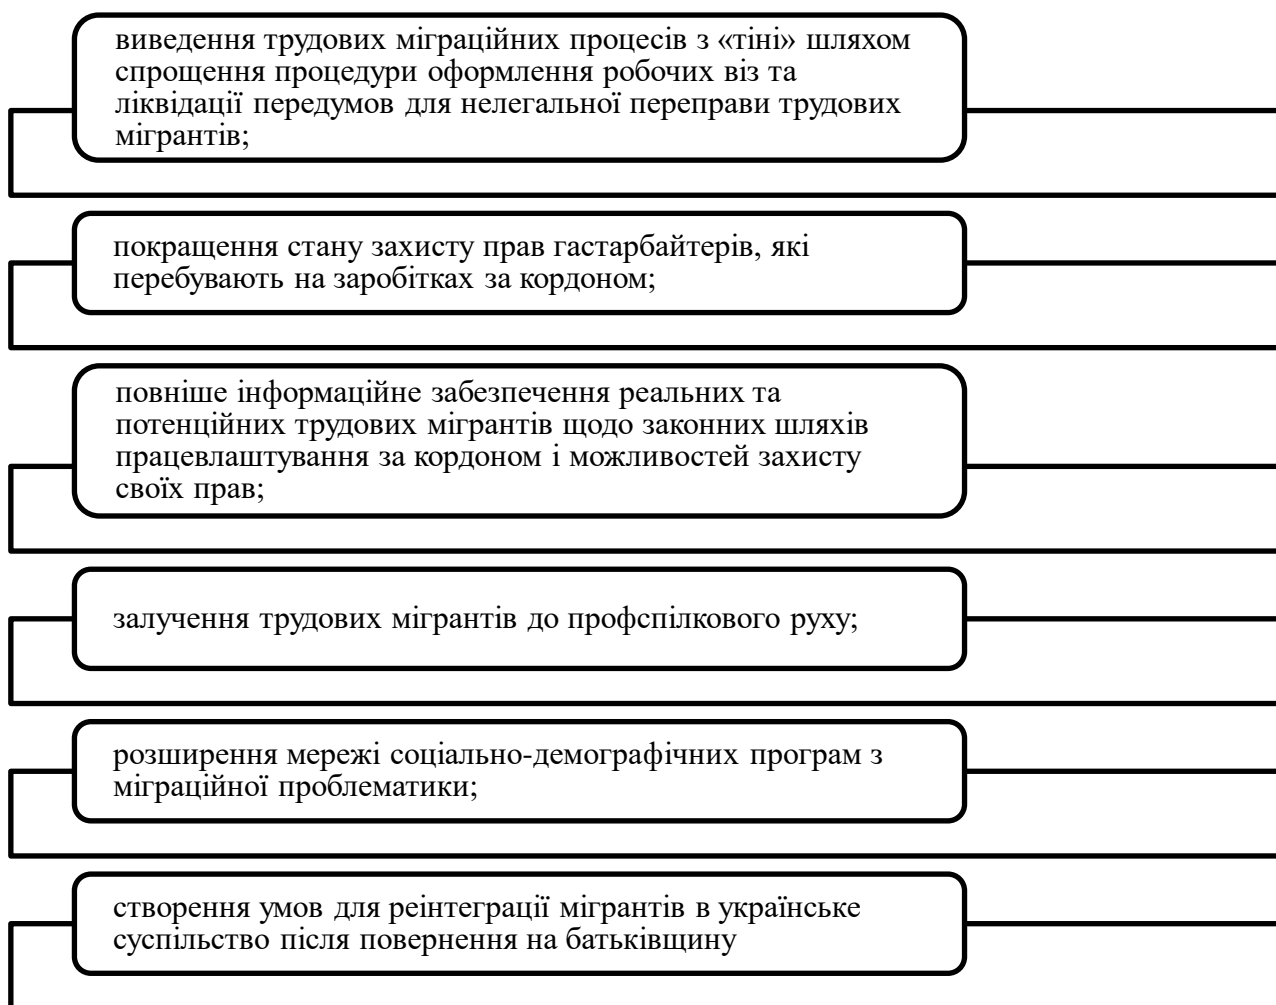 виведення трудових міграційних процесів з «тіні» шляхом
спрощення процедури оформлення робочих віз та
ліквідації передумов для нелегальної переправи трудових
мігрантів;
покращення стану захисту прав гастарбайтерів, які
перебувають на заробітках за кордоном;
повніше інформаційне забезпечення реальних та
потенційних трудових мігрантів щодо законних шляхів
працевлаштування за кордоном і можливостей захисту
своїх прав;
залучення трудових мігрантів до профспілкового руху;
розширення мережі соціально-демографічних програм з
міграційної проблематики;
створення умов для реінтеграції мігрантів в українське
суспільство після повернення на батьківщину